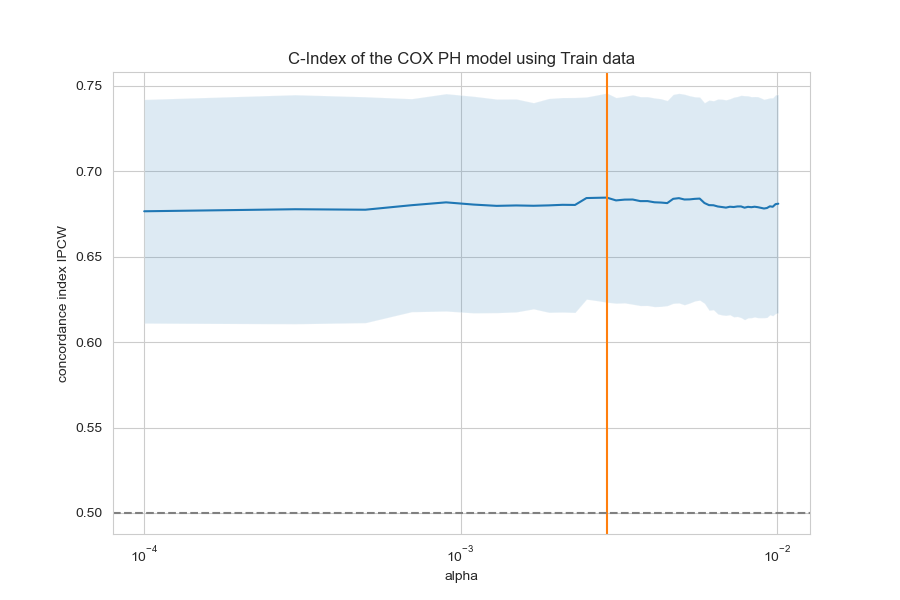 C-Index of the COX PH model using Train data
concordance index IPCW
0.75
0.70
0.65
0.60
0.55
0.50
10⁻⁴ 10⁻³ 10⁻²
alpha